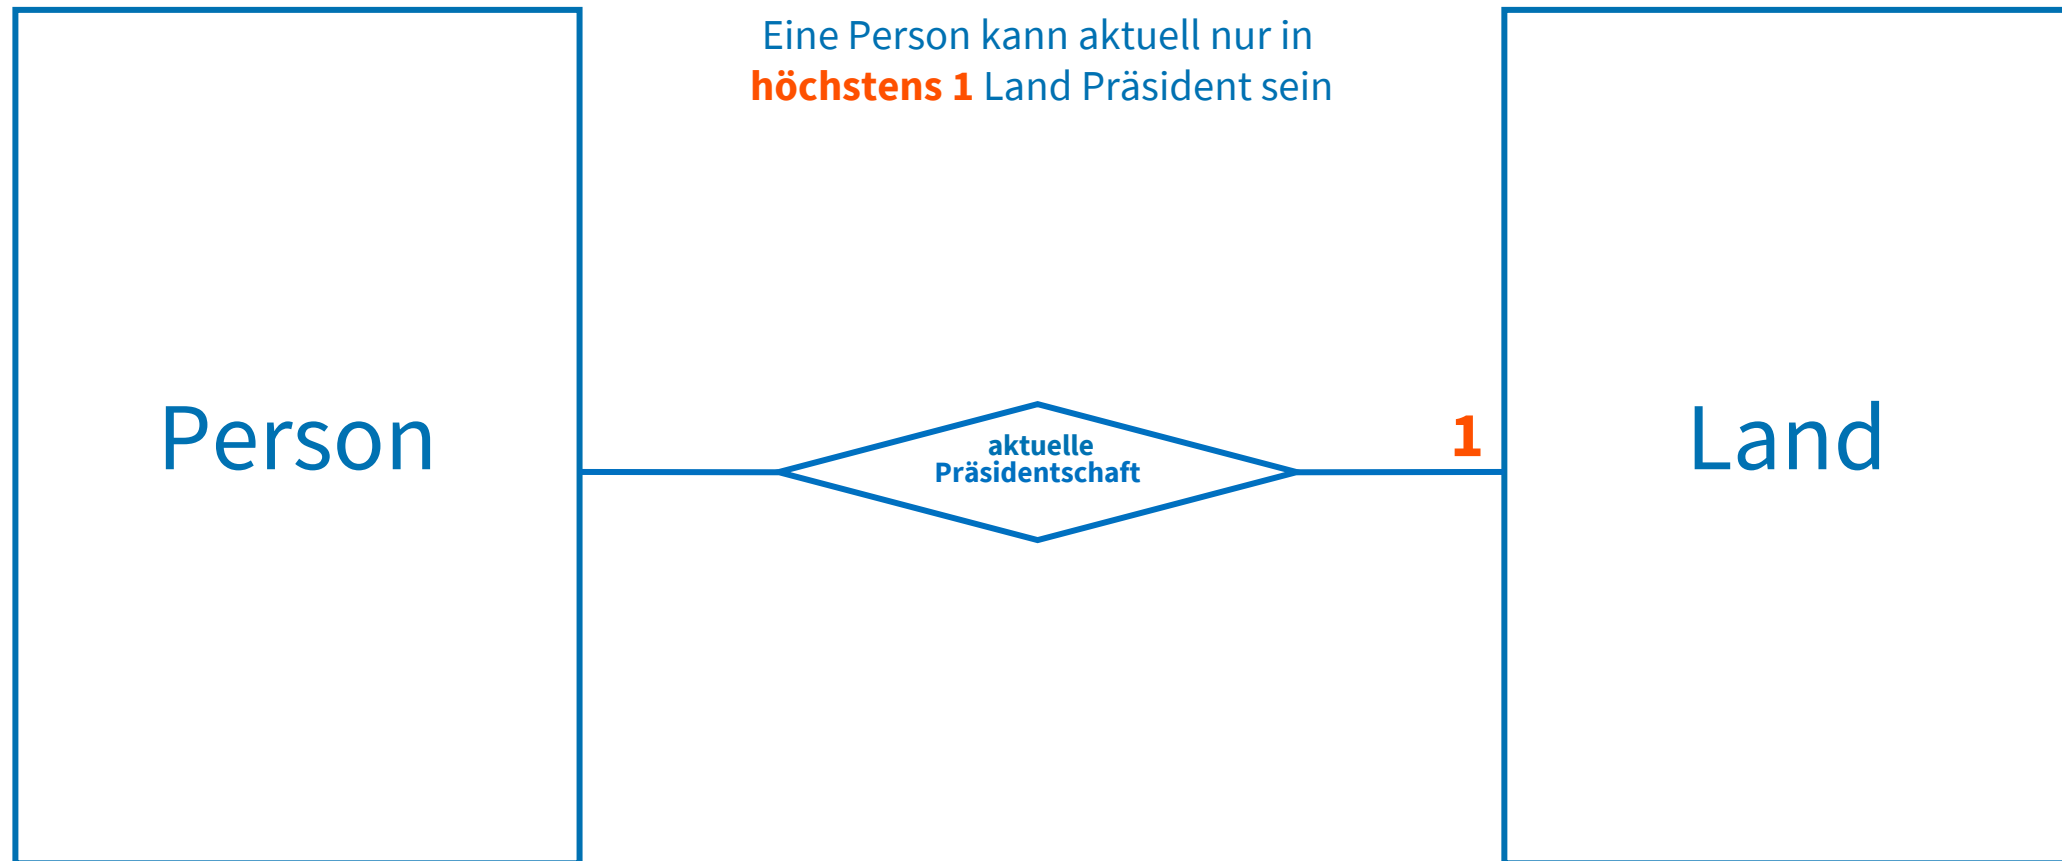 Eine Person kann aktuell nur in
höchstens 1 Land Präsident sein
Person
aktuelle
Präsidentschaft
1
Land